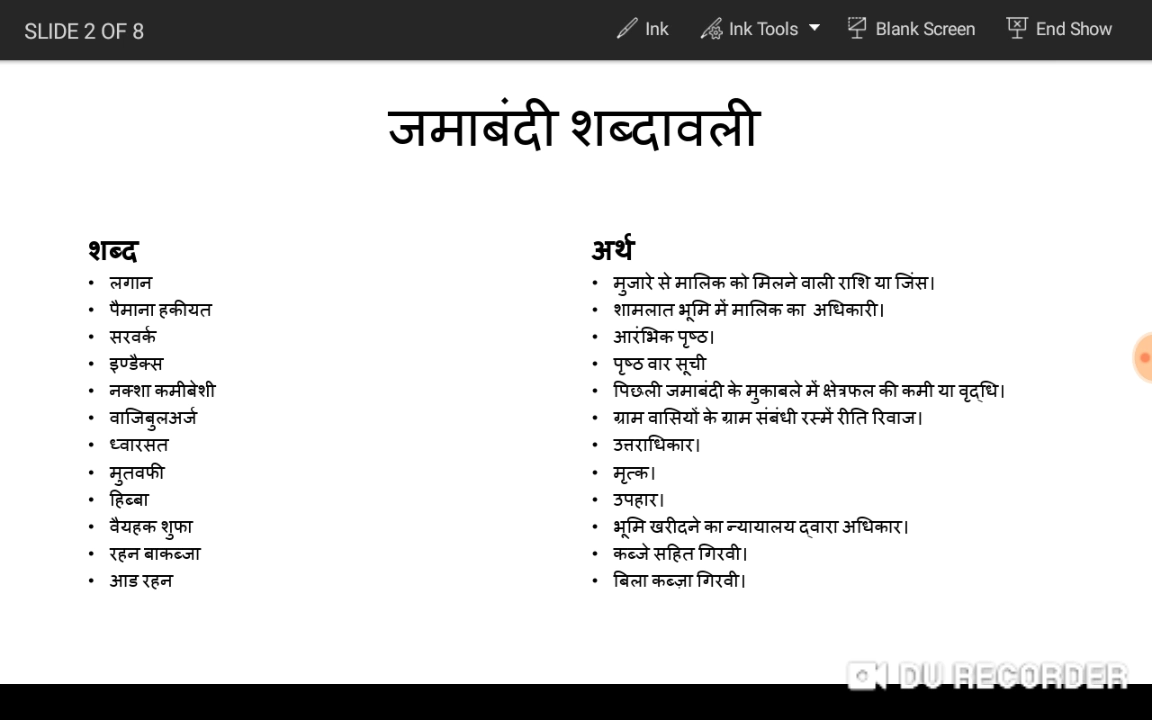 SLIDE 2 OF 8
Ink
Ink Tools
Blank Screen
End Show
जमाबंदी शब्दावली
शब्द
• लगान
• पैमाना हकीयत
• सरवर्क
• इण्डैक्स
• नक्शा कमीबेशी
• वाजिबुलअर्ज
• ध्वारसत
• मुतवफी
• हिब्बा
• वैयहक शुफा
• रहन बाकब्जा
• आड रहन
अर्थ
• मुजारे से मालिक को मिलने वाली राशि या जिंस।
• शामलात भूमि में मालिक का अधिकारी।
• आरंभिक पृष्ठ।
• पृष्ठ वार सूची
• पिछली जमाबंदी के मुकाबले में क्षेत्रफल की कमी या वृद्धि।
• ग्राम वासियों के ग्राम संबंधी रस्में रीति रिवाज।
• उत्तराधिकार।
• मृत्क।
• उपहार।
• भूमि खरीदने का न्यायालय द्वारा अधिकार।
• कब्जे सहित गिरवी।
• बिला कब्ज़ा गिरवी।
DU RECORDER